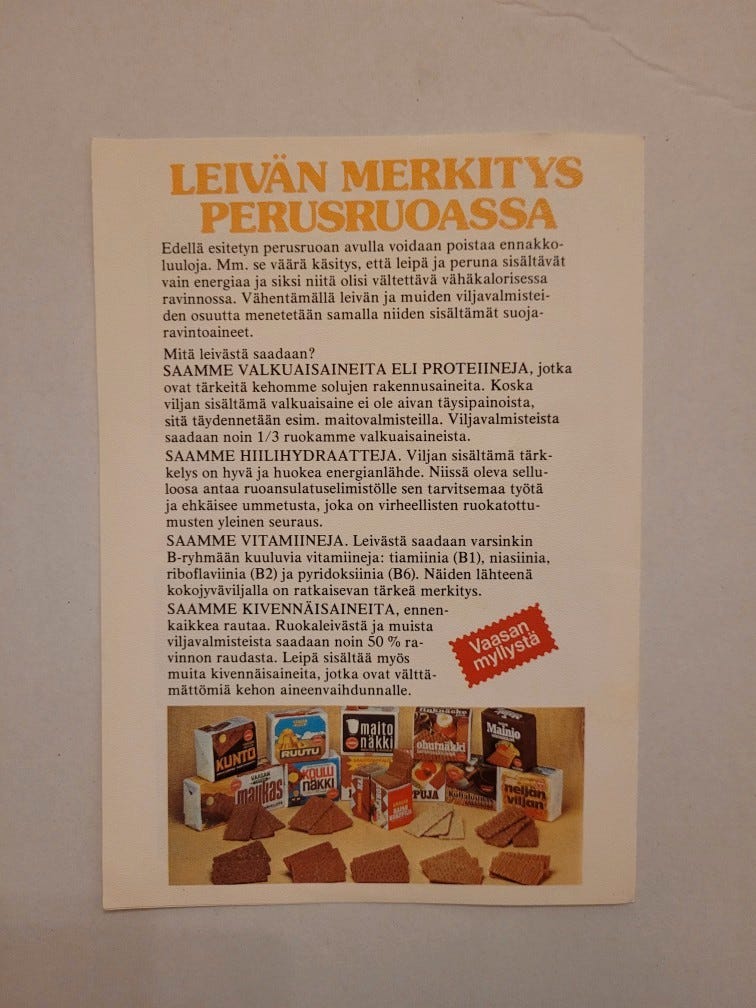 LEIVÄN MERKITYS
PERUSRUOASSA
Edellä esitetyn perusruoan avulla voidaan poistaa ennakko-
luuloja. Mm. se väärä käsitys, että leipä ja peruna sisältävät
vain energiaa ja siksi niitä olisi vältettävä vähäkalorisessa
ravinnossa. Vähentämällä leivän ja muiden viljavalmistei-
den osuutta menetetään samalla niiden sisältämät suoja-
ravintoaineet.
Mitä leivästä saadaan?
SAAMME VALKUAISAINEITA ELI PROTEIINEJA, jotka
ovat tärkeitä kehomme solujen rakennusaineita. Koska
viljan sisältämä valkuaisaine ei ole aivan täysipainoista,
sitä täydennetään esim. maitovalmisteilla. Viljavalmisteista
saadaan noin 1/3 ruokamme valkuaisaineista.
SAAMME HIILIHYDRAATTEJA. Viljan sisältämä tärk-
kelys on hyvä ja huokea energianlähde. Niissä oleva sellu-
loosa antaa ruoansulatuselimistölle sen tarvitsemaa työtä
ja ehkäisee ummetusta, joka on virheellisten ruokatottu-
musten yleinen seuraus.
SAAMME VITAMIINEJA. Leivästä saadaan varsinkin
B-ryhmään kuuluvia vitamiineja: tiamiinia (B1), niasiinia,
riboflaviinia (B2) ja pyridoksiinia (B6). Näiden lähteenä
kokojyväviljalla on ratkaisevan tärkeä merkitys.
SAAMME KIVENNÄISAINEITA, ennen-
kaikkea rautaa. Ruokaleivästä ja muista
viljavalmisteista saadaan noin 50 % ra-
vinnon raudasta. Leipä sisältää myös
muita kivennäisaineita, jotka ovat välttä-
mättömiä kehon aineenvaihdunnalle.
Vaasan
myllystä
KUNTO
RUUTU
maito
näkki
ohutnäkki
Mainio
VAASAN
maukas
KOULU
näkki
PUJA
neljän
viljan